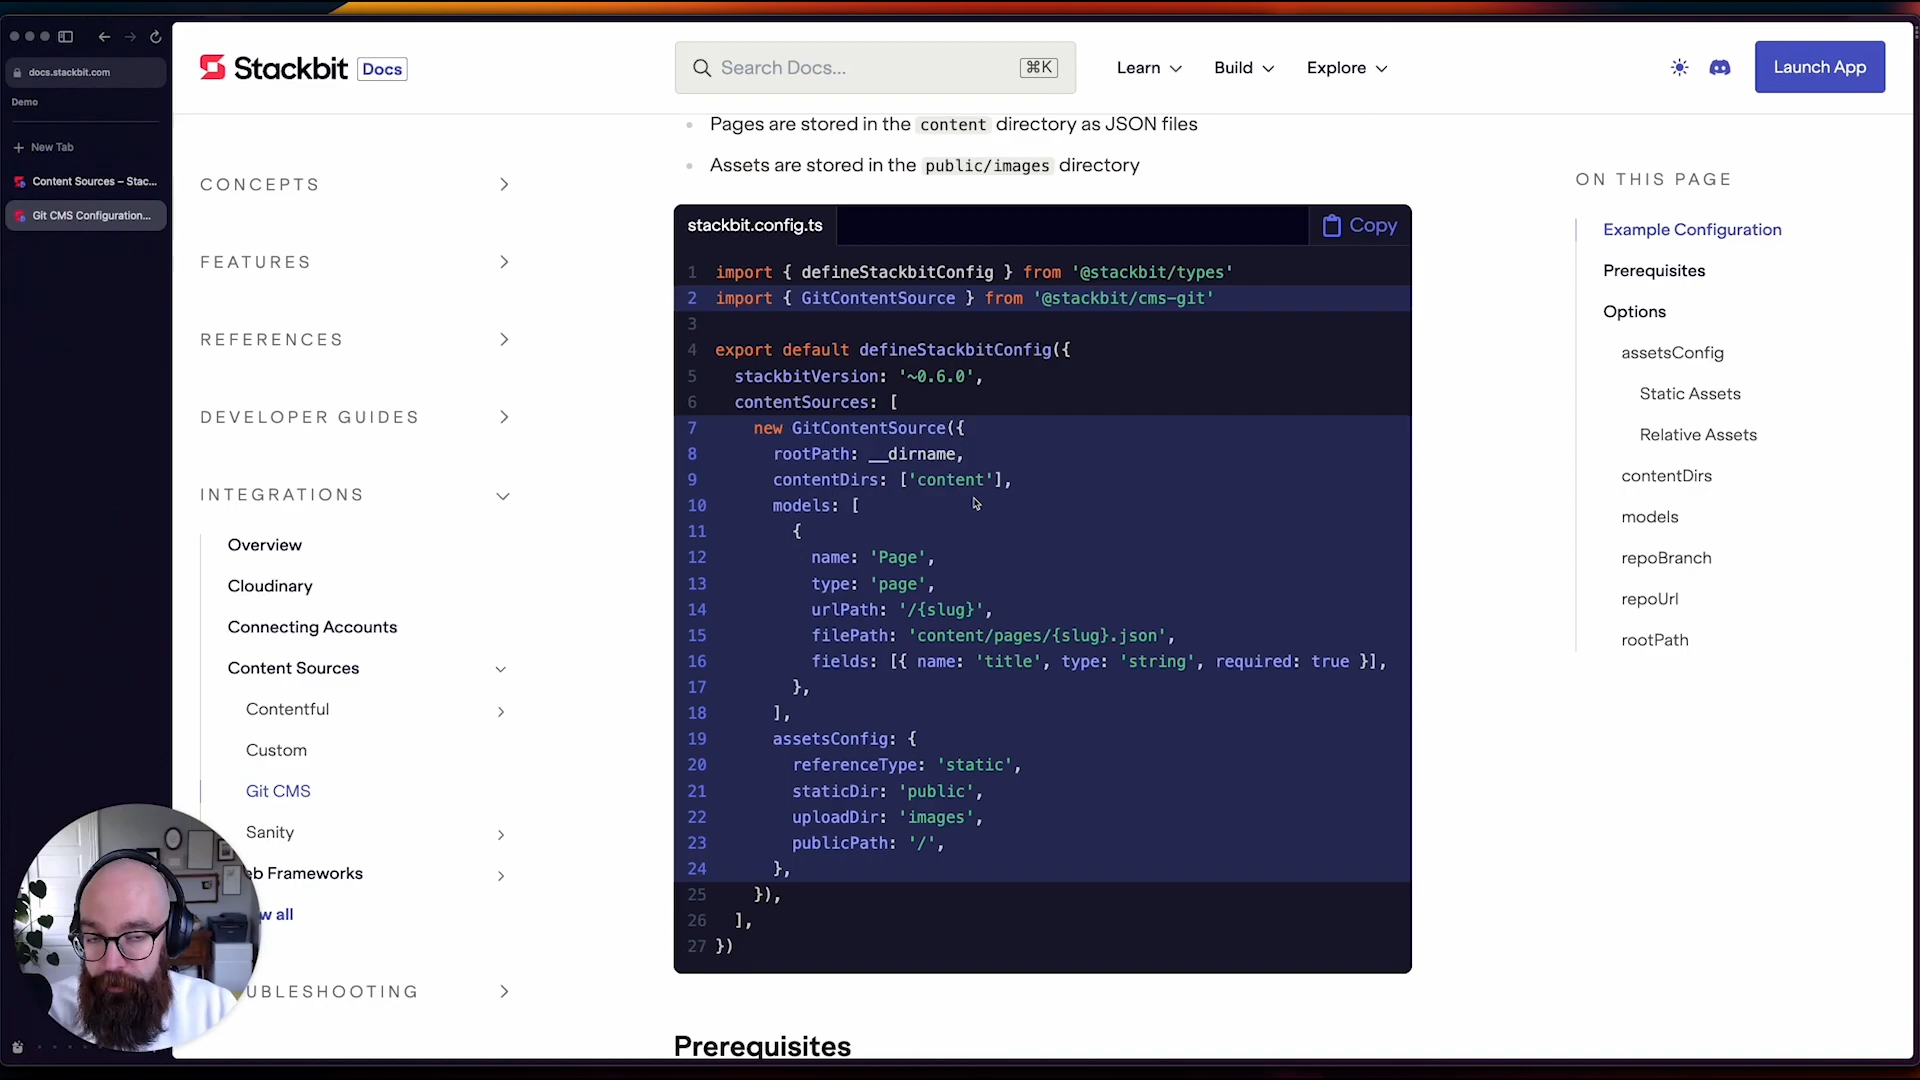 docs.stackbit.com
Demo
New Tab
Content Sources – Stac...
Git CMS Configuration...
Stackbit Docs
Search Docs... ⌘K
Learn
Build
Explore
Launch App
CONCEPTS
FEATURES
REFERENCES
DEVELOPER GUIDES
INTEGRATIONS
Overview
Cloudinary
Connecting Accounts
Content Sources
Contentful
Custom
Git CMS
Sanity
eb Frameworks
w all
UBLESHOOTING
Pages are stored in the content directory as JSON files
Assets are stored in the public/images directory
stackbit.config.ts
Copy
1 import { defineStackbitConfig } from '@stackbit/types'
2 import { GitContentSource } from '@stackbit/cms-git'
3
4 export default defineStackbitConfig({
5 stackbitVersion: '~0.6.0',
6 contentSources: [
7 new GitContentSource({
8 rootPath: __dirname,
9 contentDirs: ['content'],
10 models: [
11 {
12 name: 'Page',
13 type: 'page',
14 urlPath: '/{slug}',
15 filePath: 'content/pages/{slug}.json',
16 fields: [{ name: 'title', type: 'string', required: true }],
17 },
18 ],
19 assetsConfig: {
20 referenceType: 'static',
21 staticDir: 'public',
22 uploadDir: 'images',
23 publicPath: '/',
24 },
25 }),
26 ],
27 })
Prerequisites
ON THIS PAGE
Example Configuration
Prerequisites
Options
assetsConfig
Static Assets
Relative Assets
contentDirs
models
repoBranch
repoUrl
rootPath